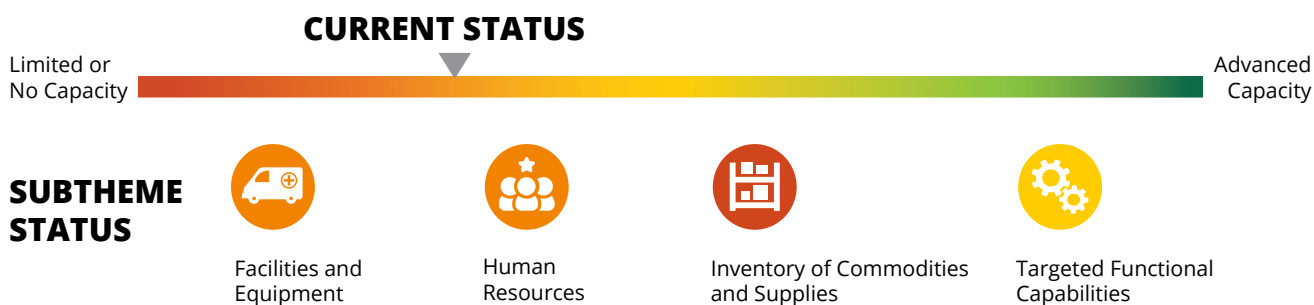 CURRENT STATUS
Limited or
No Capacity
Advanced
Capacity
SUBTHEME
STATUS
Facilities and
Equipment
Human
Resources
Inventory of Commodities
and Supplies
Targeted Functional
Capabilities